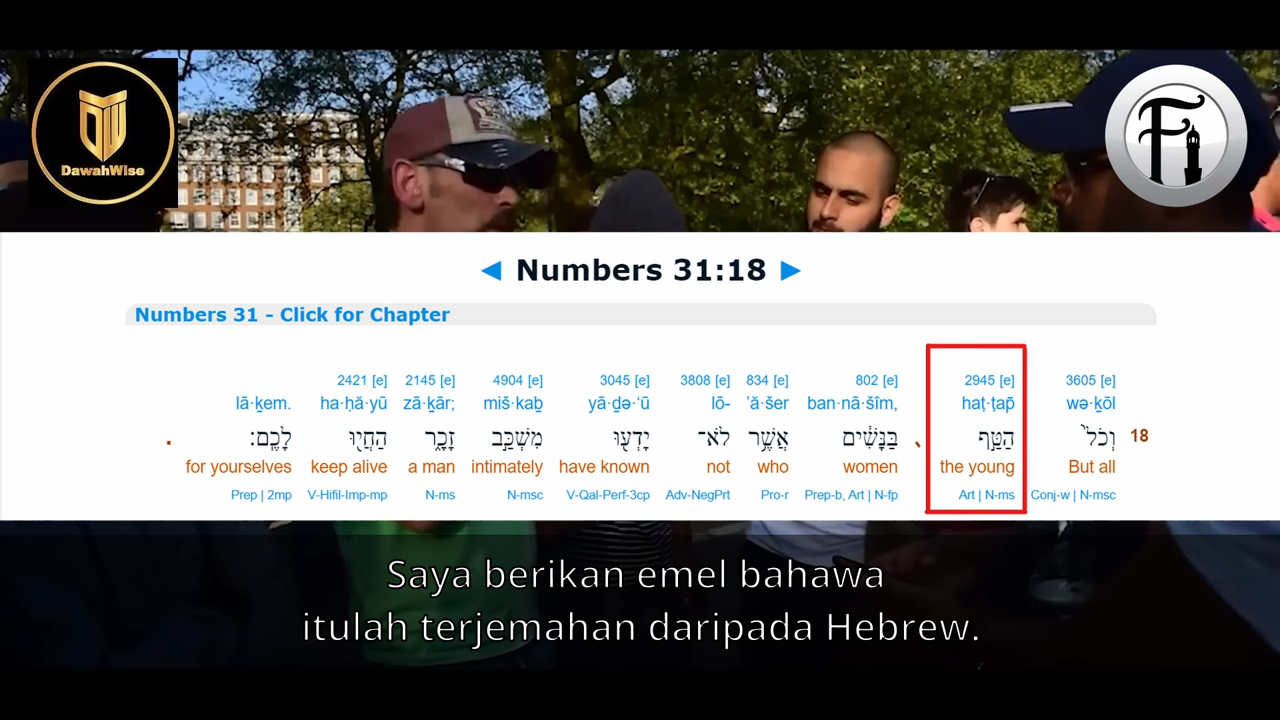 DawahWise
Fi
◄ Numbers 31:18 ►
Numbers 31 - Click for Chapter
2421 [e] 2145 [e] 4904 [e] 3045 [e] 3808 [e] 834 [e] 802 [e] 2945 [e] 3605 [e]
lā·ḵem. ha·ḥă·yū zā·ḵār; miš·kaḇ yā·ḏə·‘ū lō- ’ă·šer ban·nā·šîm, haṭ·ṭap̄ wə·ḵōl
18 וְכֹל֙ הַטַּ֣ף בַּנָּשִׁ֔ים אֲשֶׁ֥ר לֹא־ יָדְע֖וּ מִשְׁכַּ֣ב זָכָ֑ר הַחֲי֖וּ לָכֶֽם׃ .
for yourselves keep alive a man intimately have known not who women the young But all
Prep | 2mp V-Hifil-Imp-mp N-ms N-msc V-Qal-Perf-3cp Adv-NegPrt Pro-r Prep-b, Art | N-fp Art | N-ms Conj-w | N-msc
Saya berikan emel bahawa
itulah terjemahan daripada Hebrew.